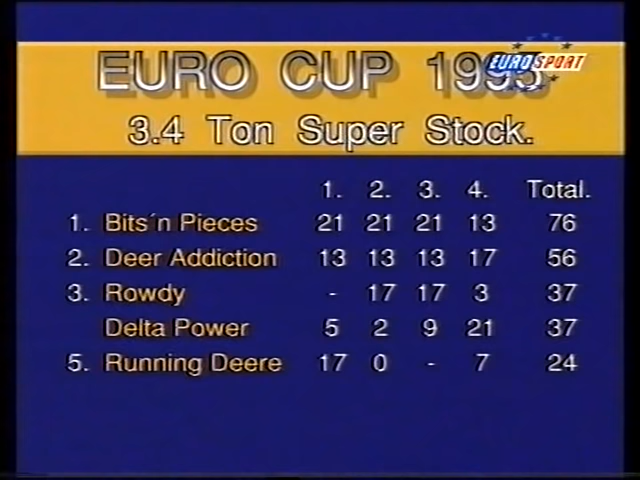 EURO CUP 1995
EUROSPORT
3.4 Ton Super Stock.
1. 2. 3. 4. Total.
1. Bits´n Pieces 21 21 21 13 76
2. Deer Addiction 13 13 13 17 56
3. Rowdy - 17 17 3 37
Delta Power 5 2 9 21 37
5. Running Deere 17 0 - 7 24